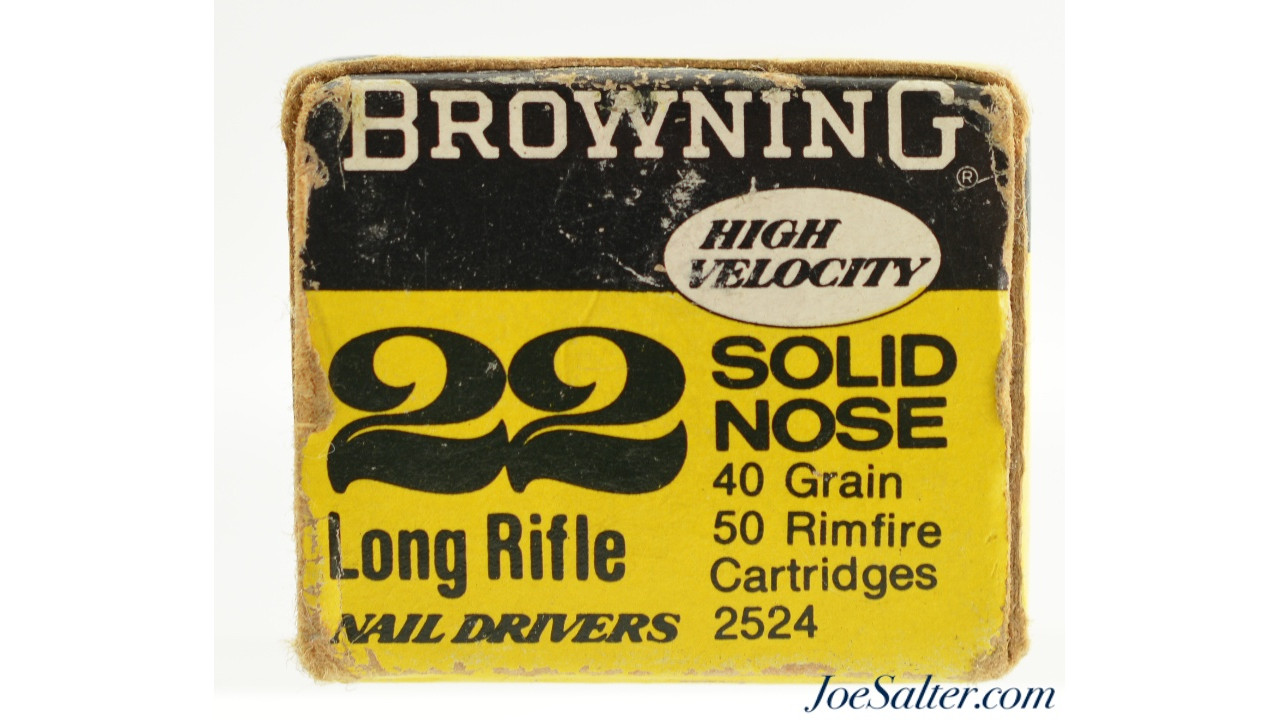 BROWNING
®
HIGH
VELOCITY
22
Long Rifle
NAIL DRIVERS
SOLID
NOSE
40 Grain
50 Rimfire
Cartridges
2524
JoeSalter.com